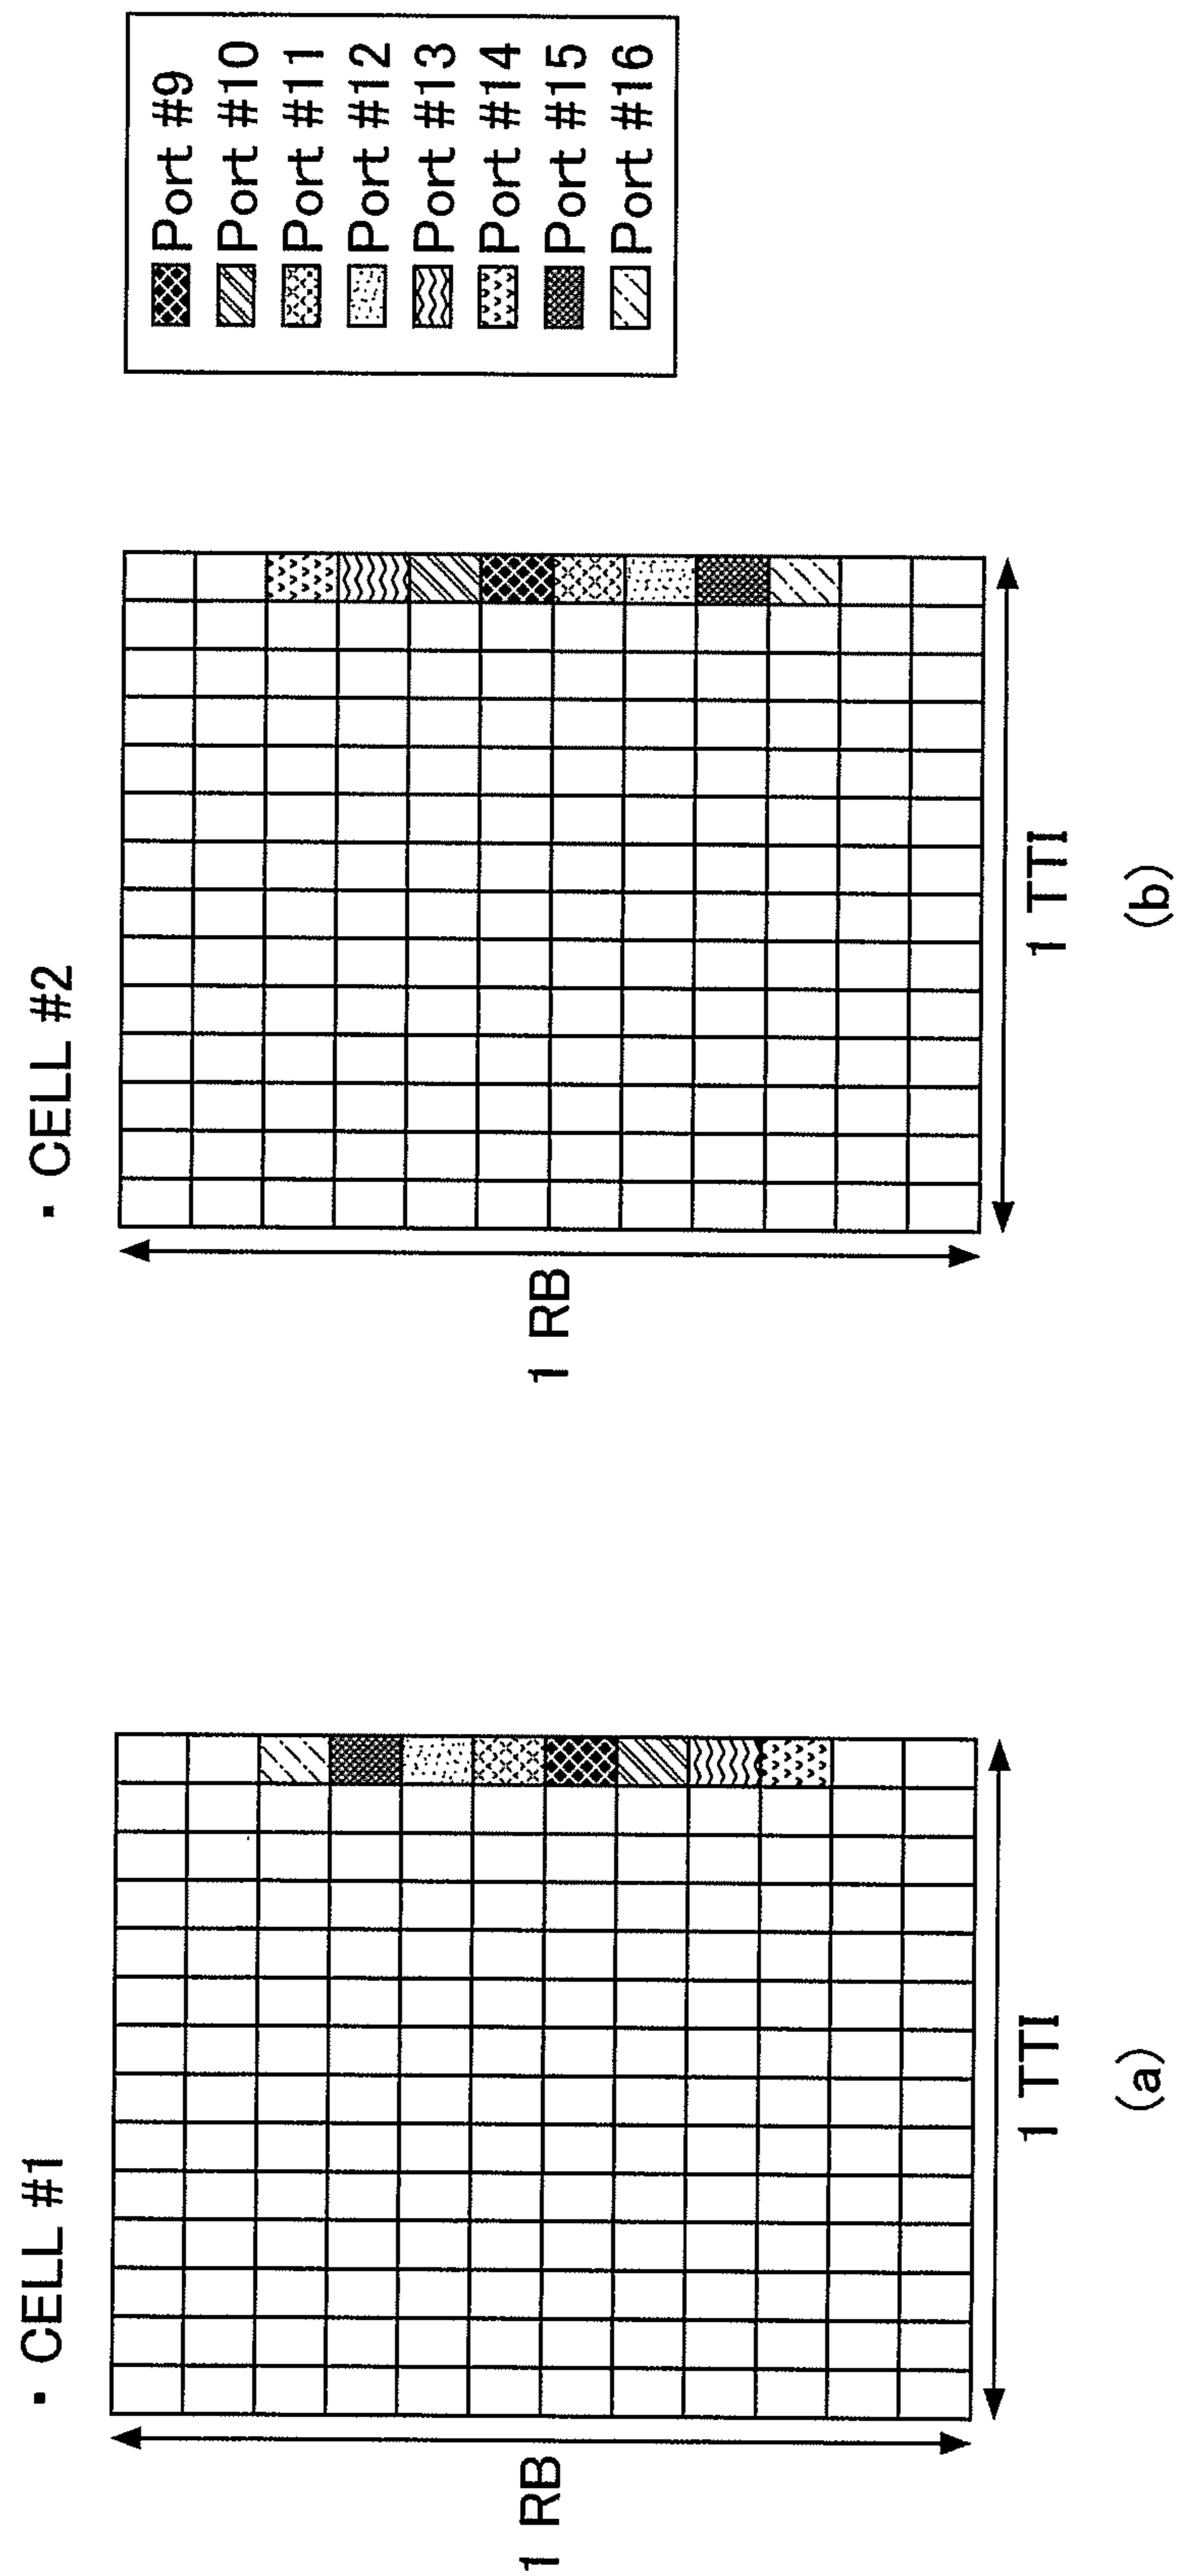 ・ CELL #1
1 RB
1 TTI
(a)
・ CELL #2
1 RB
1 TTI
(b)
Port #9
Port #10
Port #11
Port #12
Port #13
Port #14
Port #15
Port #16